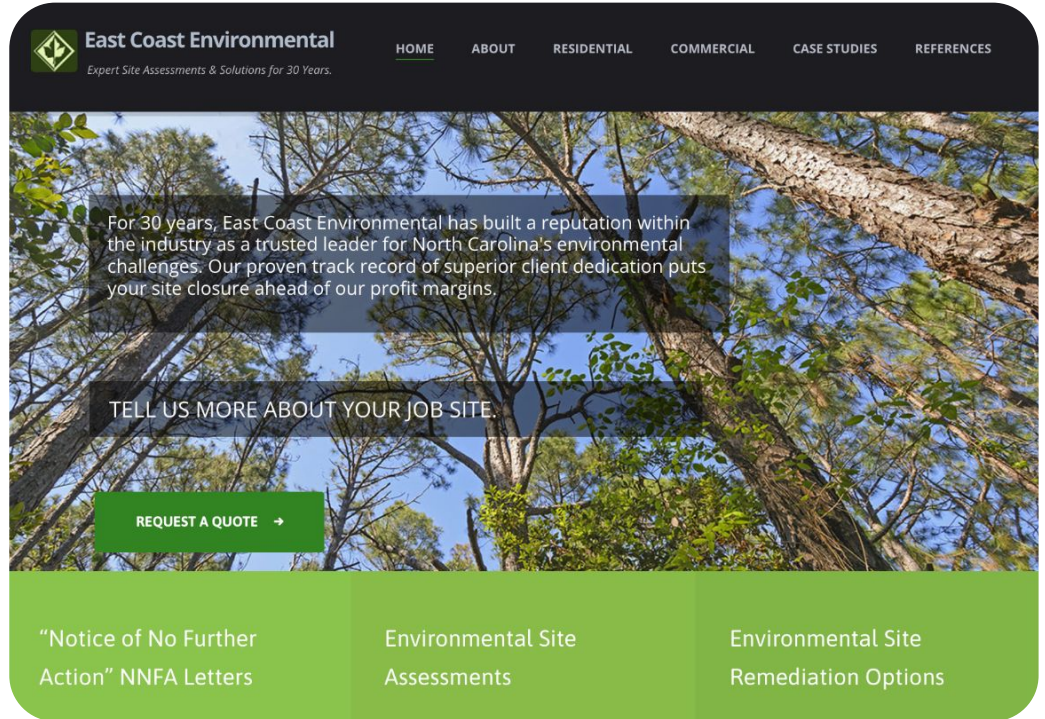 East Coast Environmental
Expert Site Assessments & Solutions for 30 Years.
HOME ABOUT RESIDENTIAL COMMERCIAL CASE STUDIES REFERENCES
For 30 years, East Coast Environmental has built a reputation within
the industry as a trusted leader for North Carolina's environmental
challenges. Our proven track record of superior client dedication puts
your site closure ahead of our profit margins.
TELL US MORE ABOUT YOUR JOB SITE.
REQUEST A QUOTE →
“Notice of No Further
Action” NNFA Letters
Environmental Site
Assessments
Environmental Site
Remediation Options